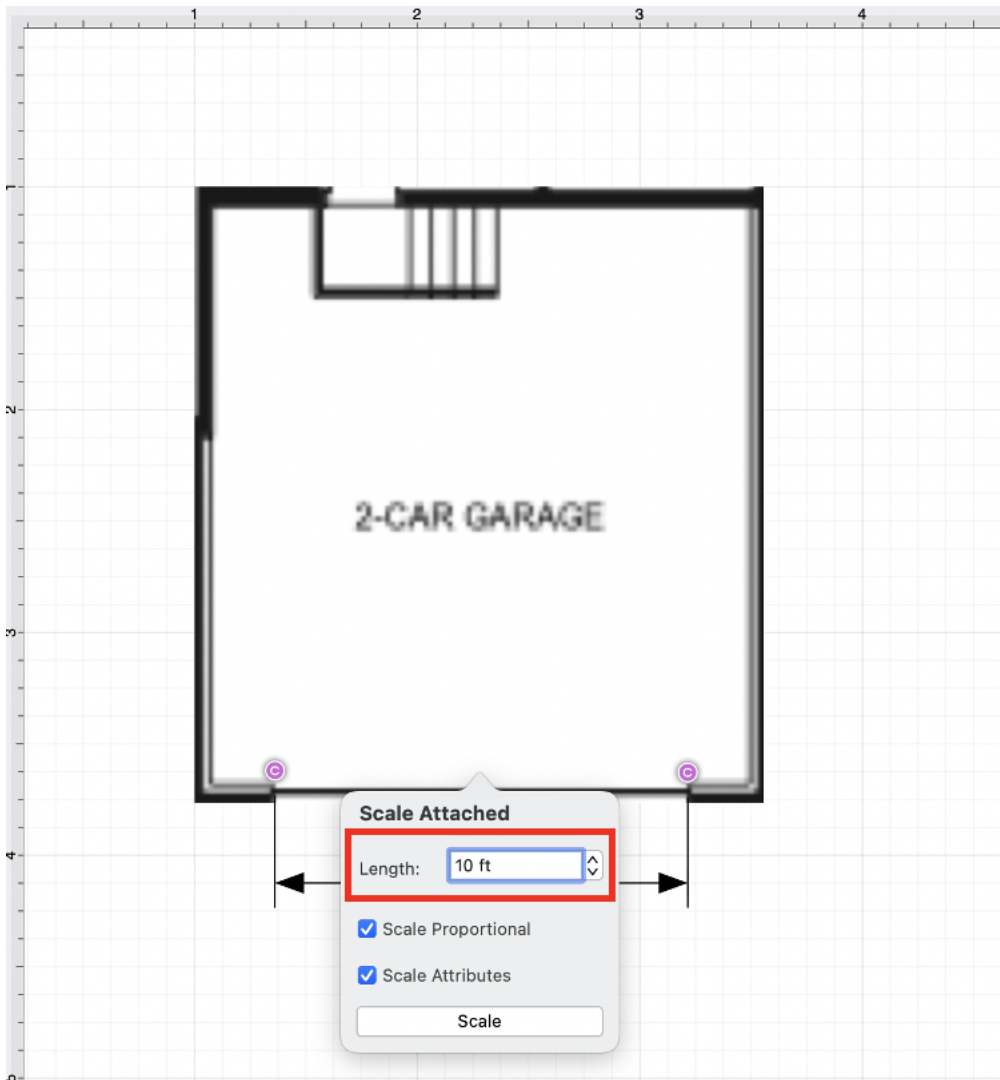 1 2 3 4
1
2
2-CAR GARAGE
3
C C
Scale Attached
4
Length: 10 ft
Scale Proportional
Scale Attributes
Scale
5